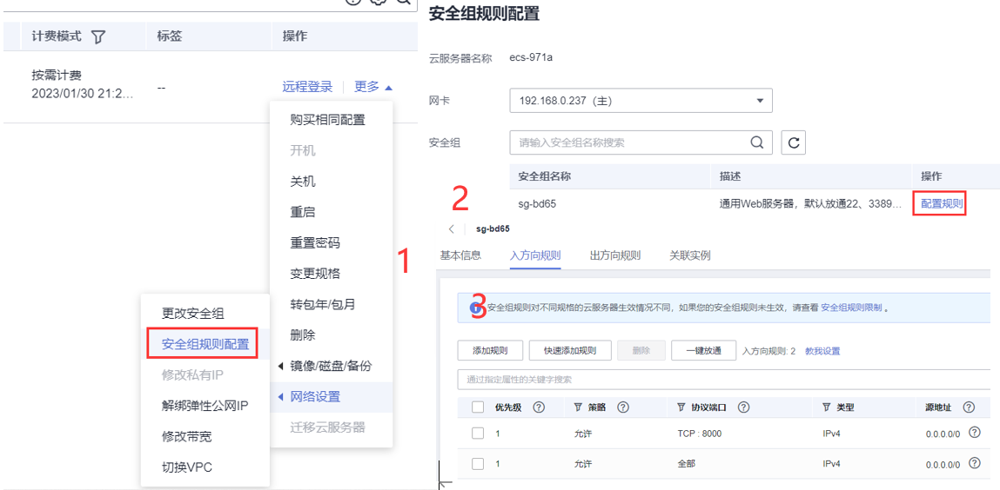 计费模式 标签 操作
按需计费
2023/01/30 21:2...
--
远程登录 更多
购买相同配置
开机
关机
重启
重置密码
变更规格
转包年/包月
删除
镜像/磁盘/备份
网络设置
迁移云服务器
更改安全组
安全组规则配置
修改私有IP
解绑弹性公网IP
修改带宽
切换VPC
1
安全组规则配置
云服务器名称 ecs-971a
网卡 192.168.0.237（主）
安全组 请输入安全组名称搜索
安全组名称 描述 操作
sg-bd65 通用Web服务器，默认放通22、3389... 配置规则
2
sg-bd65
基本信息 入方向规则 出方向规则 关联实例
3
安全组规则对不同规格的云服务器生效情况不同，如果您的安全组规则未生效，请查看 安全组规则限制 。
添加规则 快速添加规则 删除 一键放通 入方向规则: 2 教我设置
通过指定属性的关键字搜索
优先级 策略 协议端口 类型 源地址
1 允许 TCP : 8000 IPv4 0.0.0.0/0
1 允许 全部 IPv4 0.0.0.0/0